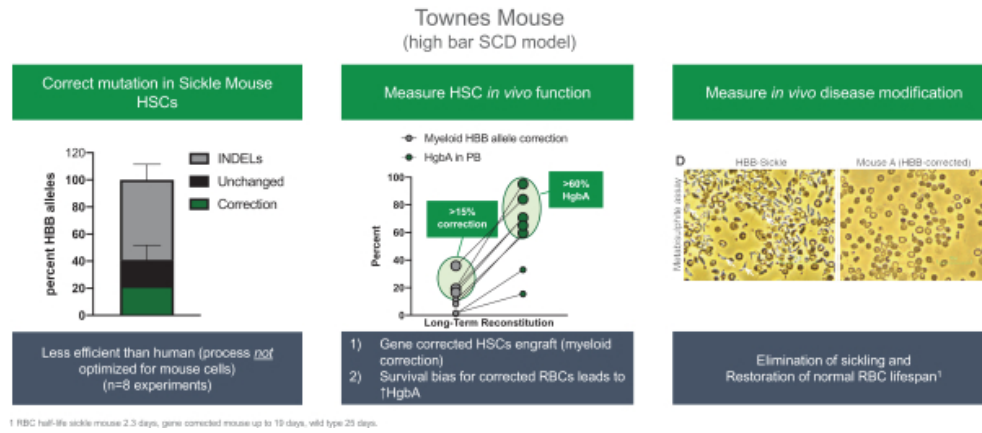 Townes Mouse
(high bar SCD model)
Correct mutation in Sickle Mouse
HSCs
percent HBB alleles
120
100
80
60
40
20
0
INDELs
Unchanged
Correction
Less efficient than human (process not
optimized for mouse cells)
(n=8 experiments)
Measure HSC in vivo function
Myeloid HBB allele correction
HgbA in PB
Percent
100
80
60
40
20
0
>15%
correction
>60%
HgbA
Long-Term Reconstitution
1) Gene corrected HSCs engraft (myeloid
correction)
2) Survival bias for corrected RBCs leads to
↑HgbA
Measure in vivo disease modification
D
HBB-Sickle
Mouse A (HBB-corrected)
Metabisulphite assay
Elimination of sickling and
Restoration of normal RBC lifespan¹
1 RBC half-life sickle mouse 2.3 days, gene corrected mouse up to 19 days, wild type 25 days.